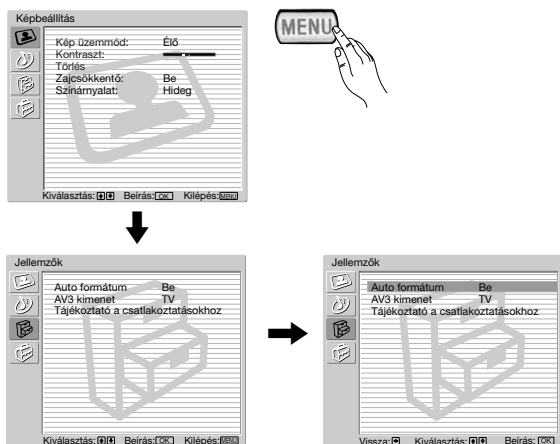 Képbeállítás
MENU
Kép üzemmód: Élő
Kontraszt:
Törlés
Zajcsökkentő: Be
Színárnyalat: Hideg
Kiválasztás: Beírás: OK Kilépés: MENU
Jellemzők
Auto formátum Be
AV3 kimenet TV
Tájékoztató a csatlakoztatásokhoz
Kiválasztás: Beírás: OK Kilépés: MENU
Jellemzők
Auto formátum Be
AV3 kimenet TV
Tájékoztató a csatlakoztatásokhoz
Vissza: Kiválasztás: Beírás: OK